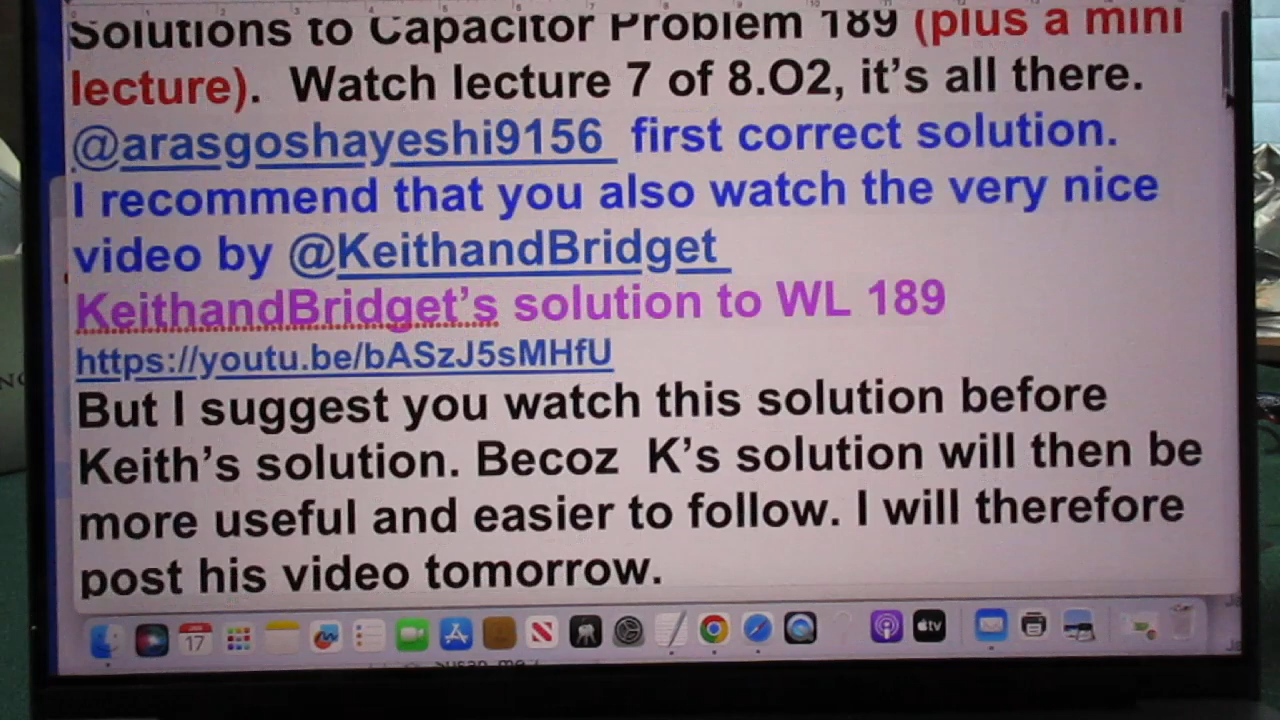 Solutions to Capacitor Problem 189 (plus a mini
lecture). Watch lecture 7 of 8.O2, it's all there.
@arasgoshayeshi9156 first correct solution.
I recommend that you also watch the very nice
video by @KeithandBridget
KeithandBridget's solution to WL 189
https://youtu.be/bASzJ5sMHfU
But I suggest you watch this solution before
Keith's solution. Becoz K's solution will then be
more useful and easier to follow. I will therefore
post his video tomorrow.
17
tv